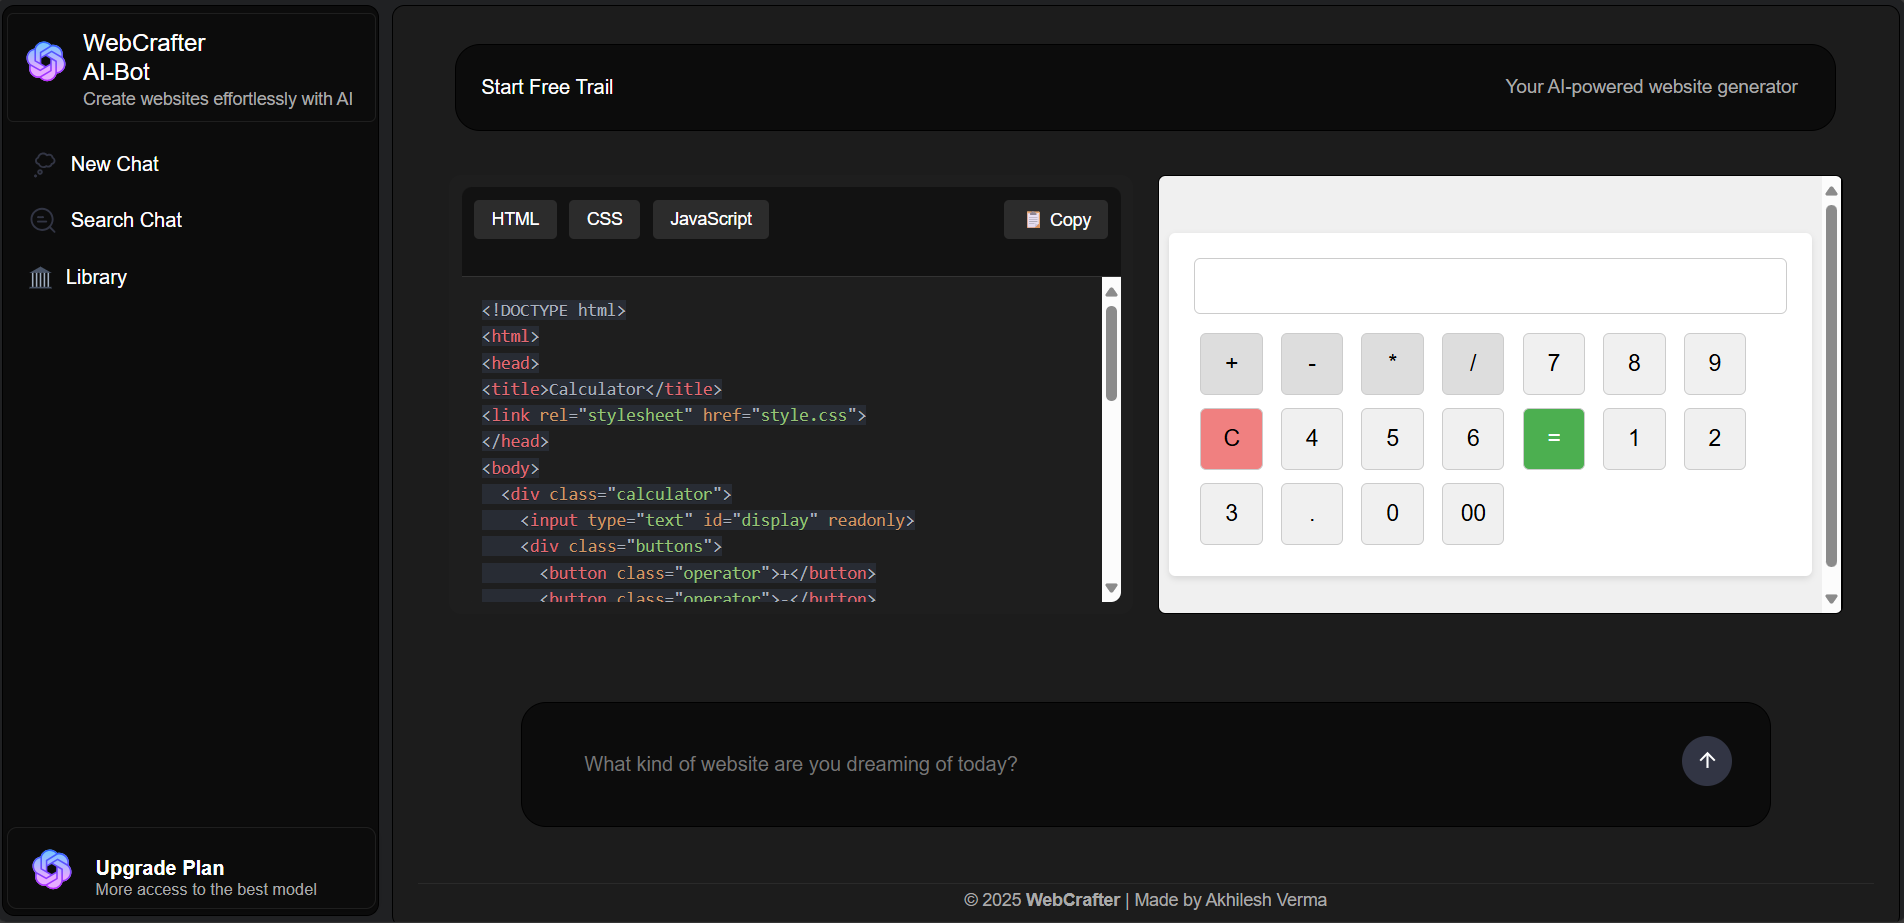 WebCrafter
AI-Bot
Create websites effortlessly with AI
New Chat
Search Chat
Library
Upgrade Plan
More access to the best model
Start Free Trail
Your AI-powered website generator
HTML
CSS
JavaScript
Copy
<!DOCTYPE html>
<html>
<head>
<title>Calculator</title>
<link rel="stylesheet" href="style.css">
</head>
<body>
  <div class="calculator">
    <input type="text" id="display" readonly>
    <div class="buttons">
      <button class="operator">+</button>
      <button class="operator">-</button>
+ - * / 7 8 9
C 4 5 6 = 1 2
3 . 0 00
What kind of website are you dreaming of today?
© 2025 WebCrafter | Made by Akhilesh Verma